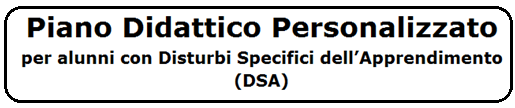 Piano Didattico Personalizzato
per alunni con Disturbi Specifici dell’Apprendimento
(DSA)